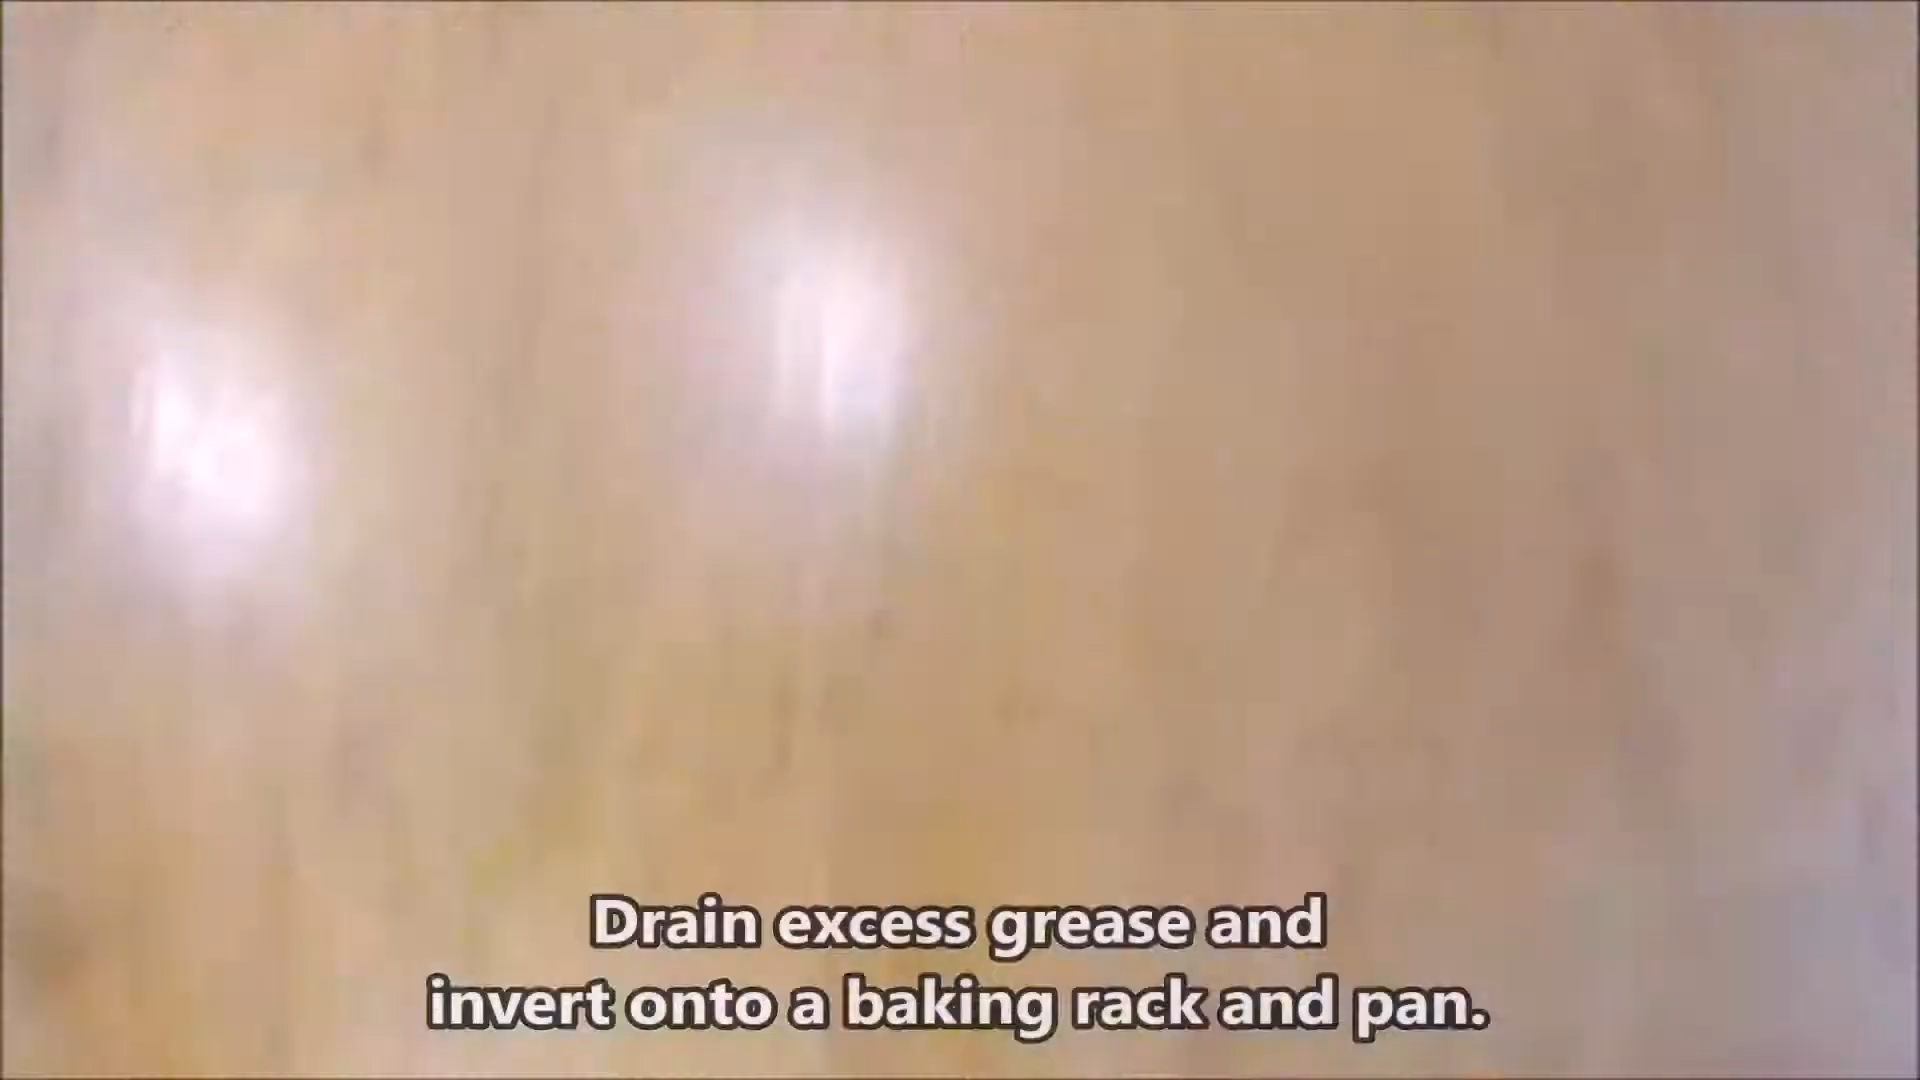 Drain excess grease and
invert onto a baking rack and pan.